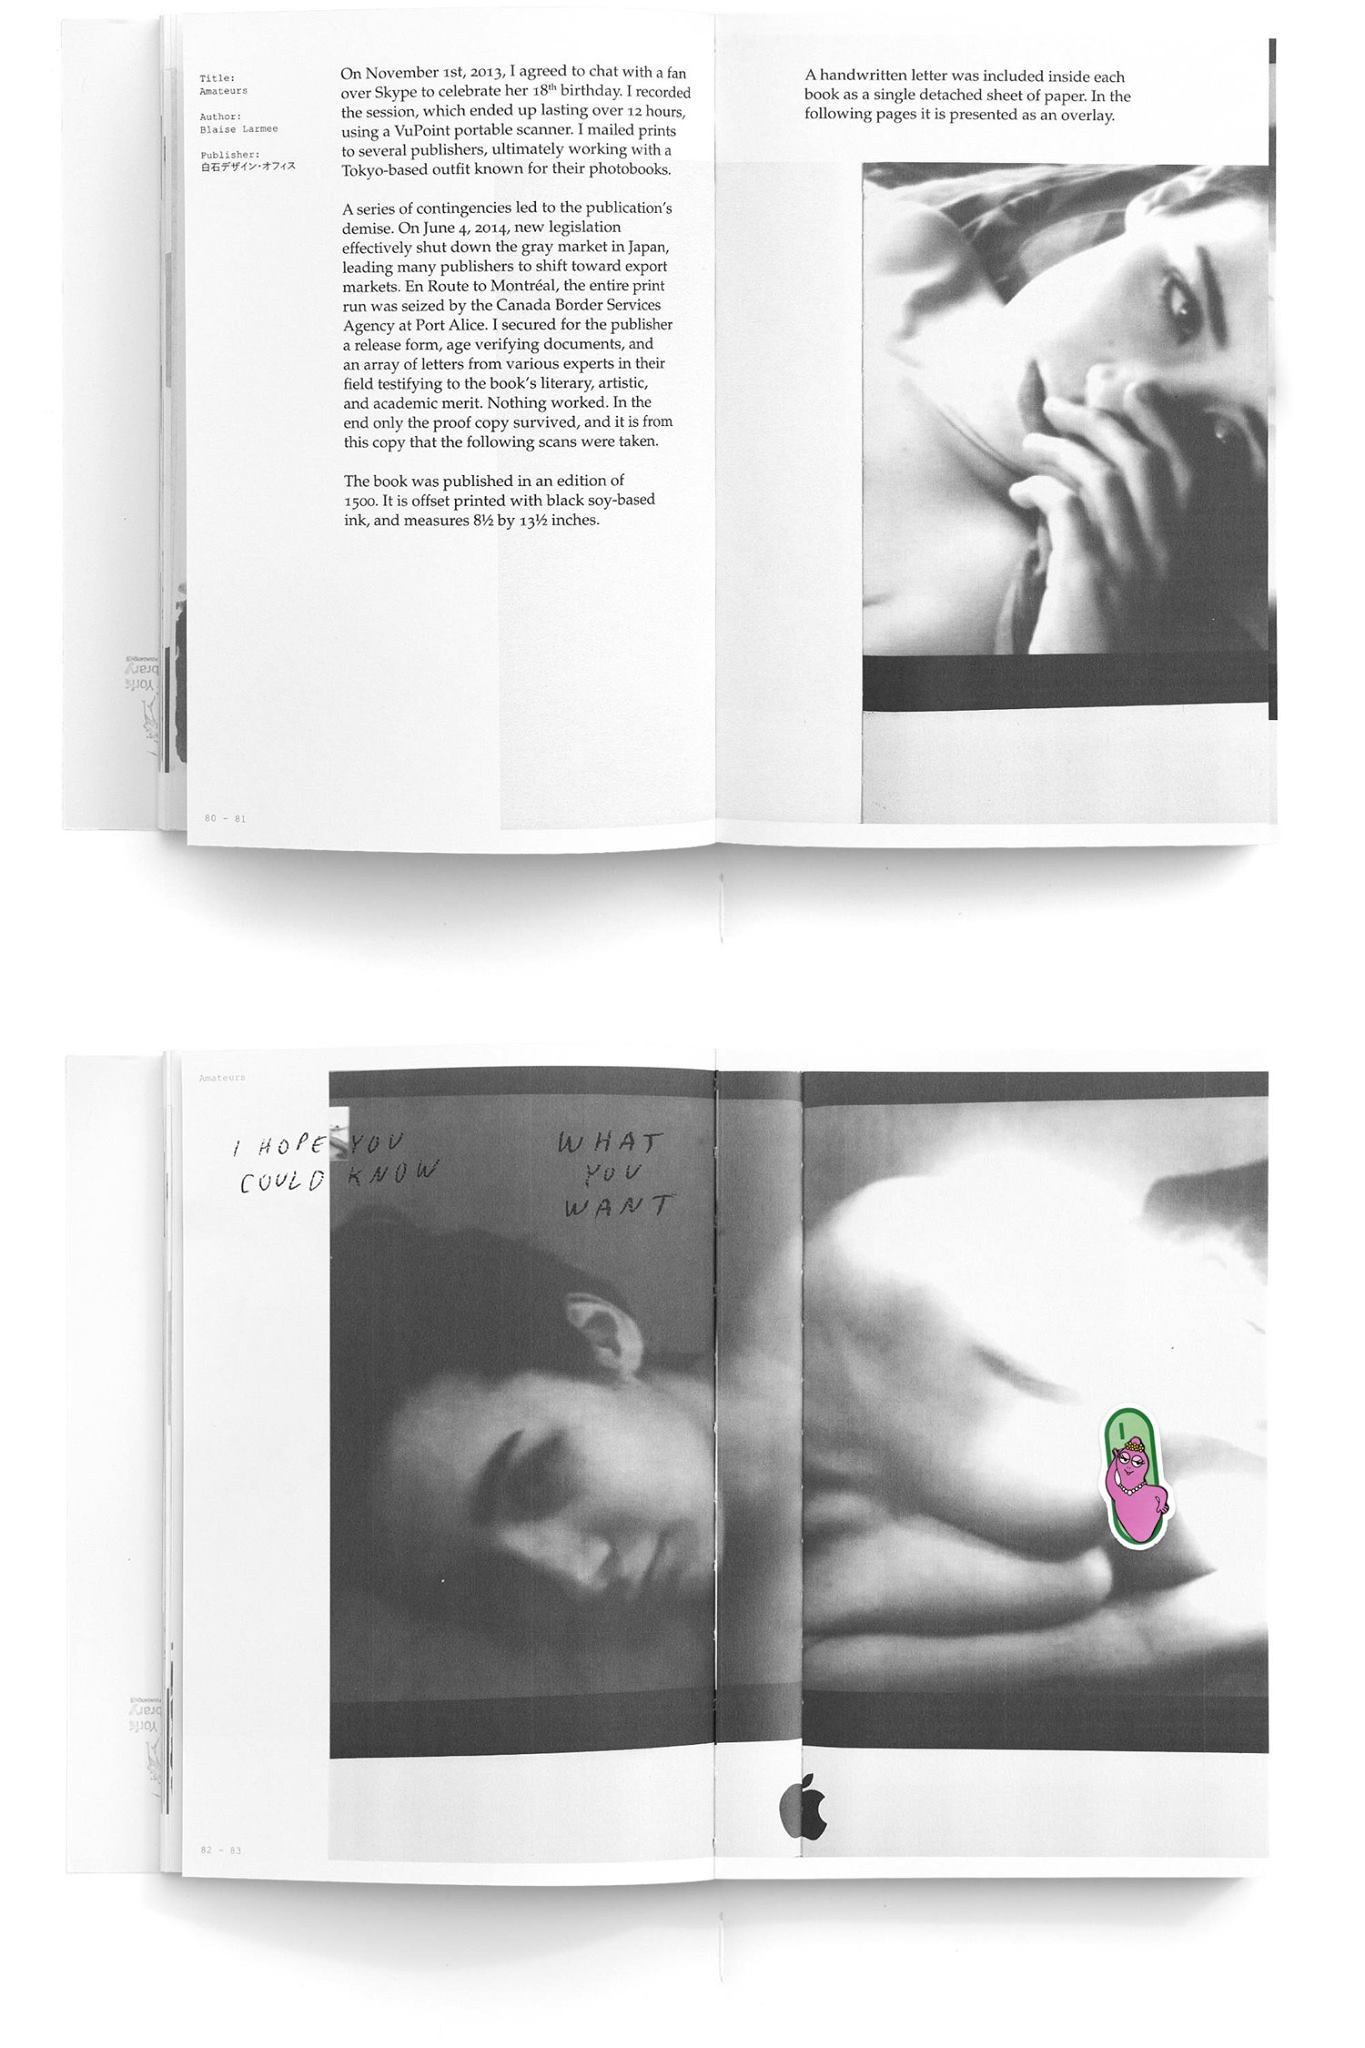 Title:
Amateurs
Author:
Blaise Larmee
Publisher:
白石デザイン・オフィス
On November 1st, 2013, I agreed to chat with a fan
over Skype to celebrate her 18th birthday. I recorded
the session, which ended up lasting over 12 hours,
using a VuPoint portable scanner. I mailed prints
to several publishers, ultimately working with a
Tokyo-based outfit known for their photobooks.
A series of contingencies led to the publication's
demise. On June 4, 2014, new legislation
effectively shut down the gray market in Japan,
leading many publishers to shift toward export
markets. En Route to Montréal, the entire print
run was seized by the Canada Border Services
Agency at Port Alice. I secured for the publisher
a release form, age verifying documents, and
an array of letters from various experts in their
field testifying to the book's literary, artistic,
and academic merit. Nothing worked. In the
end only the proof copy survived, and it is from
this copy that the following scans were taken.
The book was published in an edition of
1500. It is offset printed with black soy-based
ink, and measures 8½ by 13½ inches.
80 – 81
A handwritten letter was included inside each
book as a single detached sheet of paper. In the
following pages it is presented as an overlay.
Amateurs
I HOPE YOU
COULD KNOW
WHAT
YOU
WANT
82 – 83